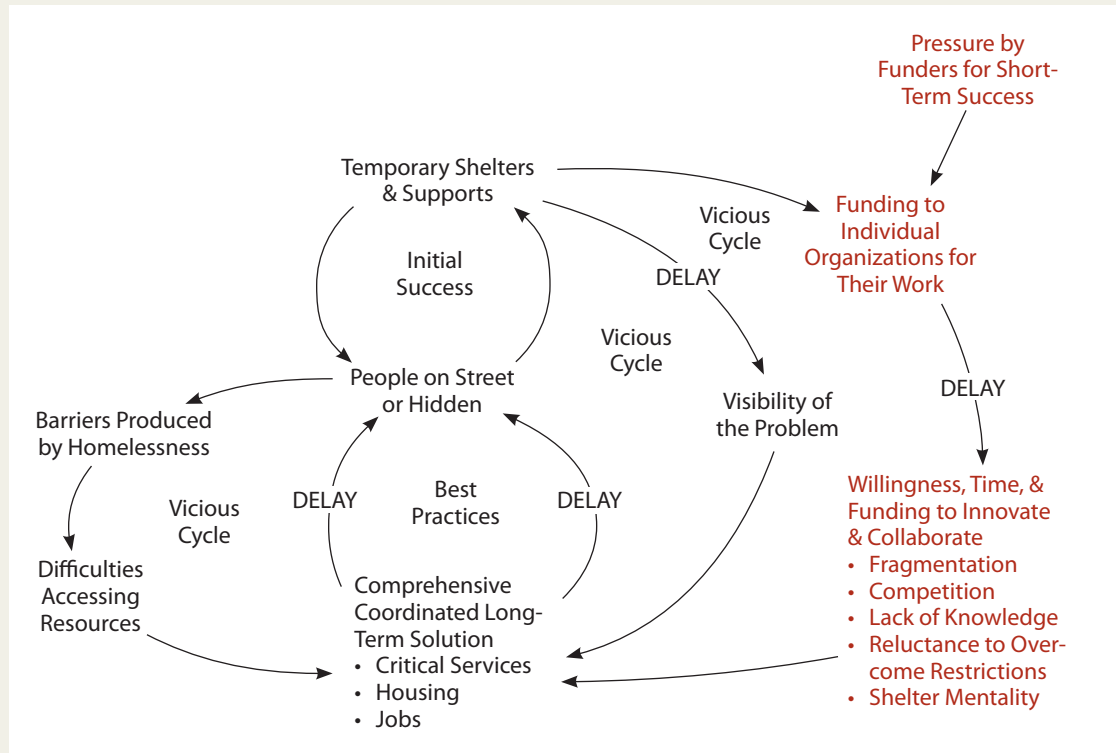 Pressure by
Funders for Short-
Term Success
Temporary Shelters
& Supports
Vicious
Cycle
Funding to
Individual
Organizations for
Their Work
Initial
Success
DELAY
Vicious
Cycle
People on Street
or Hidden
DELAY
Visibility of
the Problem
Barriers Produced
by Homelessness
Vicious
Cycle
DELAY
Best
Practices
DELAY
Willingness, Time, &
Funding to Innovate
& Collaborate
• Fragmentation
• Competition
• Lack of Knowledge
• Reluctance to Over-
come Restrictions
• Shelter Mentality
Difficulties
Accessing
Resources
Comprehensive
Coordinated Long-
Term Solution
• Critical Services
• Housing
• Jobs